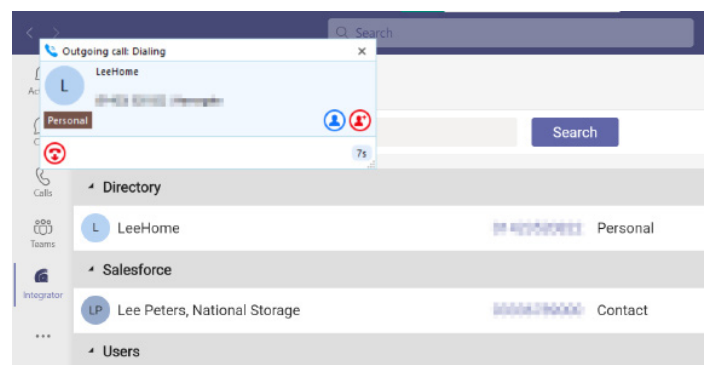 Search
Outgoing call: Dialing
LeeHome
L
Personal
7s
Search
Calls
Directory
Teams
L
LeeHome
Personal
Integrator
Salesforce
LP
Lee Peters, National Storage
Contact
Users